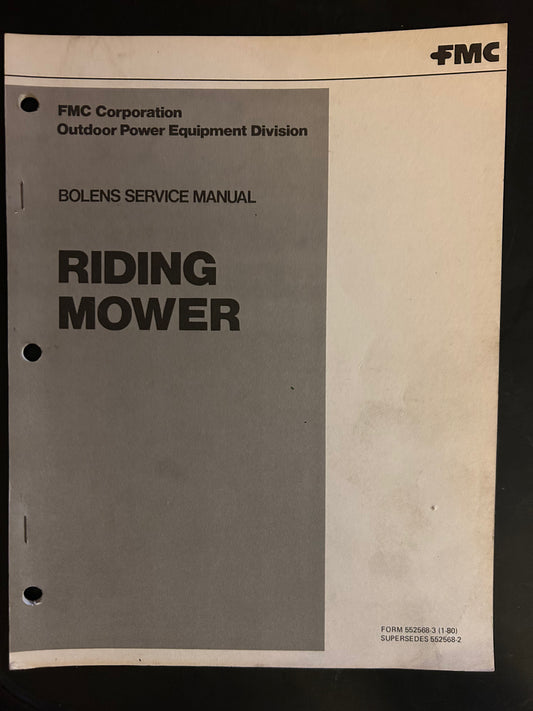 FMC
FMC Corporation
Outdoor Power Equipment Division
BOLENS SERVICE MANUAL
RIDING
MOWER
FORM 552568-3 (1-80)
SUPERSEDES 552568-2